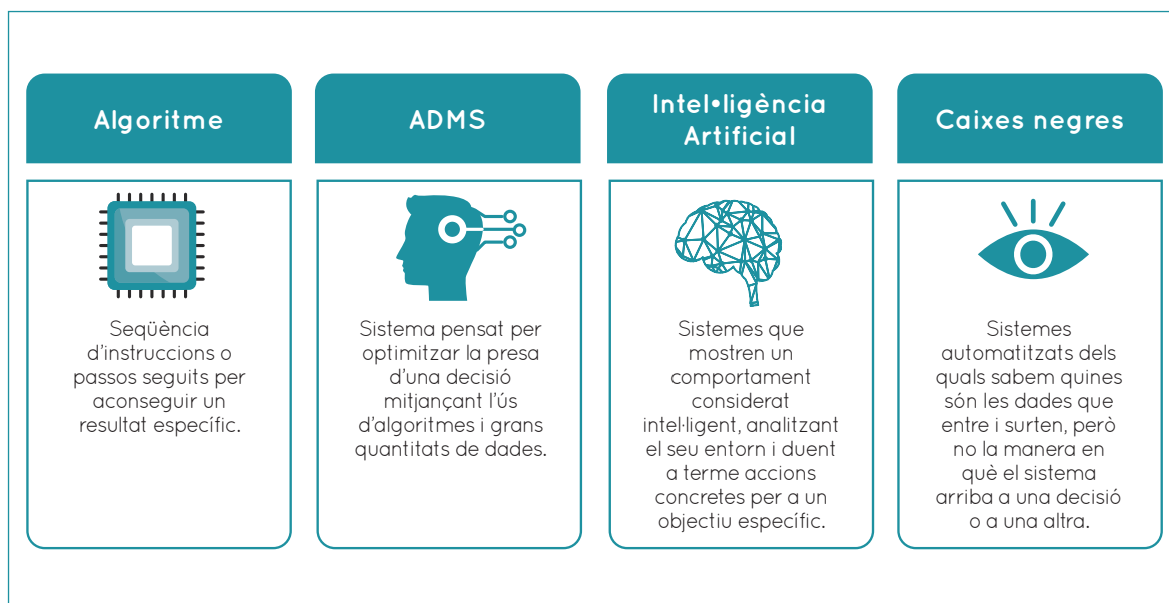 Algoritme
Seqüència
d'instruccions o
passos seguits per
aconseguir un
resultat específic.
ADMS
Sistema pensat per
optimitzar la presa
d'una decisió
mitjançant l'ús
d'algoritmes i grans
quantitats de dades.
Intel•ligència
Artificial
Sistemes que
mostren un
comportament
considerat
intel·ligent, analitzant
el seu entorn i duent
a terme accions
concretes per a un
objectiu específic.
Caixes negres
Sistemes
automatitzats dels
quals sabem quines
són les dades que
entre i surten, però
no la manera en
què el sistema
arriba a una decisió
o a una altra.